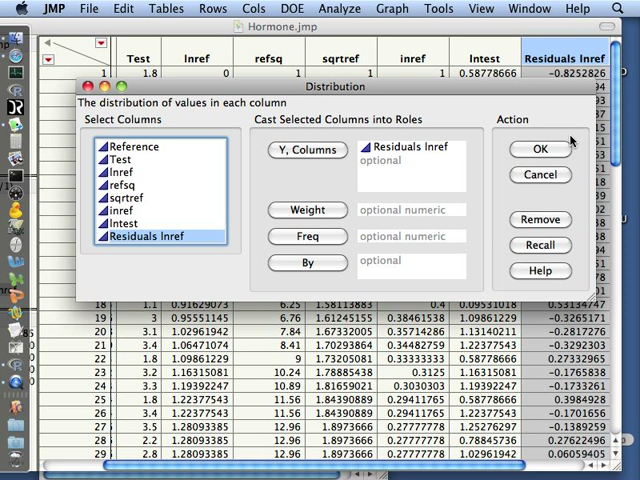 JMP File Edit Tables Rows Cols DOE Analyze Graph Tools View Window Help
Hormone.jmp
Test lnref refsq sqrtref inref lntest Residuals lnref
1 1.8 0 1 1 1 0.58778666 -0.8252826
Distribution
The distribution of values in each column
Select Columns
Cast Selected Columns into Roles
Action
Reference
Test
lnref
refsq
sqrtref
inref
lntest
Residuals lnref
Y, Columns
Residuals lnref
optional
Weight
optional numeric
Freq
optional numeric
By
optional
OK
Cancel
Remove
Recall
Help
18 1.1 0.91629073 6.25 1.58113883 0.4 0.09531018 0.53134747
19 3 0.95551145 6.76 1.61245155 0.38461538 1.09861229 -0.3265171
20 3.1 1.02961942 7.84 1.67332005 0.35714286 1.13140211 -0.2817276
21 3.4 1.06471074 8.41 1.70293864 0.34482759 1.22377543 -0.3292303
22 1.8 1.09861229 9 1.73205081 0.33333333 0.58778666 0.27332965
23 3.2 1.16315081 10.24 1.78885438 0.3125 1.16315081 -0.1765838
24 3.3 1.19392247 10.89 1.81659021 0.3030303 1.19392247 -0.1733261
25 1.8 1.22377543 11.56 1.84390889 0.29411765 0.58778666 0.3984928
26 3.4 1.22377543 11.56 1.84390889 0.29411765 1.22377543 -0.1701656
27 3.5 1.28093385 12.96 1.8973666 0.27777778 1.25276297 -0.1389259
28 2.2 1.28093385 12.96 1.8973666 0.27777778 0.78845736 0.27622496
29 2.8 1.28093385 12.96 1.8973666 0.27777778 1.02961942 0.06059405